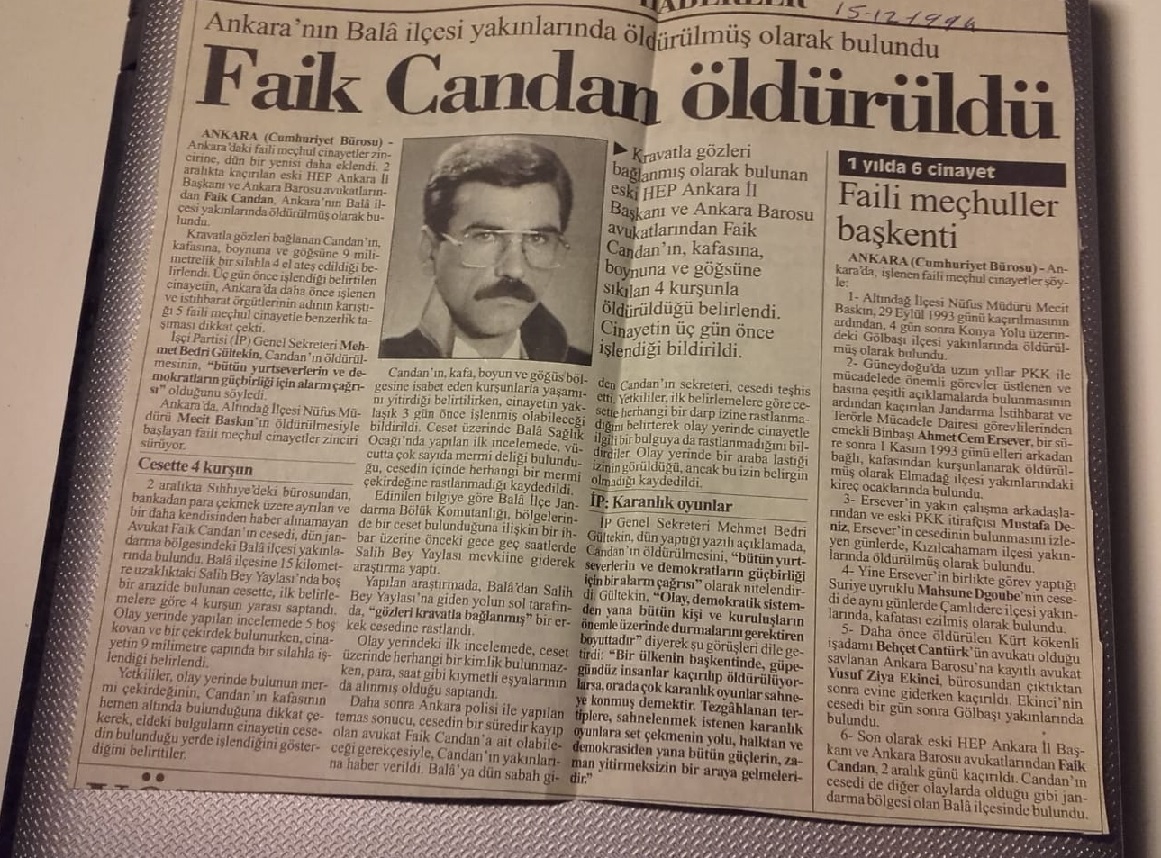 15-12-1994
Ankara'nın Balâ ilçesi yakınlarında öldürülmüş olarak bulundu
Faik Candan öldürüldü
ANKARA (Cumhuriyet Bürosu) -
Ankara'daki faili meçhul cinayetler zin-
cirine, dün bir yenisi daha eklendi. 2
aralıkta kaçırılan eski HEP Ankara İl
Başkanı ve Ankara Barosu avukatların-
dan Faik Candan, Ankara'nın Balâ il-
çesi yakınlarında öldürülmüş olarak bu-
lundu.
Kravatla gözleri bağlanan Candan'ın,
kafasına, boynuna ve göğsüne 9 mili-
metrelik bir silahla 4 el ateş edildiği be-
lirlendi. Üç gün önce işlendiği belirtilen
cinayetin, Ankara'da daha önce işlenen
ve istihbarat örgütlerinin adının karıştı-
ğı 5 faili meçhul cinayetle benzerlik ta-
şıması dikkat çekti.
İşçi Partisi (İP) Genel Sekreteri Meh-
met Bedri Gültekin, Candan'ın öldürül-
mesinin, "bütün yurtseverlerin ve de-
mokratların güçbirliği için alarm çağrı-
sı" olduğunu söyledi.
Ankara'da, Altındağ İlçesi Nüfus Mü-
dürü Mecit Baskın'ın öldürülmesiyle
başlayan faili meçhul cinayetler zinciri
sürüyor.
Cesette 4 kurşun
2 aralıkta Sıhhiye'deki bürosundan,
bankadan para çekmek üzere ayrılan ve
bir daha kendisinden haber alınamayan
Avukat Faik Candan'ın cesedi, dün jan-
darma bölgesindeki Balâ ilçesi yakınla-
rında bulundu. Balâ ilçesine 15 kilomet-
re uzaklıktaki Salih Bey Yaylası'nda boş
bir arazide bulunan cesette, ilk belirle-
melere göre 4 kurşun yarası saptandı.
Olay yerinde yapılan incelemede 5 boş
kovan ve bir çekirdek bulunurken, cina-
yetin 9 milimetre çapında bir silahla iş-
lendiği belirlendi.
Yetkililer, olay yerinde bulunan mer-
mi çekirdeğinin, Candan'ın kafasının
hemen altında bulunduğuna dikkat çe-
kerek, eldeki bulguların cinayetin cese-
din bulunduğu yerde işlendiğini göster-
diğini belirttiler.
Candan'ın, kafa, boyun ve göğüs böl-
gesine isabet eden kurşunlarla yaşamı-
nı yitirdiği belirtilirken, cinayetin yak-
laşık 3 gün önce işlenmiş olabileceği
bildirildi. Ceset üzerinde Balâ Sağlık
Ocağı'nda yapılan ilk incelemede, vü-
cutta çok sayıda mermi deliği bulundu-
ğu, cesedin içinde herhangi bir mermi
çekirdeğine rastlanmadığı kaydedildi.
Edinilen bilgiye göre Balâ İlçe Jan-
darma Bölük Komutanlığı, bölgelerin-
de bir ceset bulunduğuna ilişkin bir ih-
bar üzerine önceki gece geç saatlerde
Salih Bey Yaylası mevkiine giderek
araştırma yaptı.
Yapılan araştırmada, Balâ'dan Salih
Bey Yaylası'na giden yolun sol tarafın-
da, "gözleri kravatla bağlanmış" bir er-
kek cesedine rastlandı.
Olay yerindeki ilk incelemede, ceset
üzerinde herhangi bir kimlik bulunmaz-
ken, para, saat gibi kıymetli eşyalarının
da alınmış olduğu saptandı.
Daha sonra Ankara polisi ile yapılan
temas sonucu, cesedin bir süredir kayıp
olan avukat Faik Candan'a ait olabile-
ceği gerekçesiyle, Candan'ın yakınları-
na haber verildi. Balâ'ya dün sabah gi-
▶ Kravatla gözleri
bağlanmış olarak bulunan
eski HEP Ankara İl
Başkanı ve Ankara Barosu
avukatlarından Faik
Candan'ın, kafasına,
boynuna ve göğsüne
sıkılan 4 kurşunla
öldürüldüğü belirlendi.
Cinayetin üç gün önce
işlendiği bildirildi.
den Candan'ın sekreteri, cesedi teşhis
etti. Yetkililer, ilk belirlemelere göre ce-
sette herhangi bir darp izine rastlanma-
dığını belirterek olay yerinde cinayetle
ilgili bir bulguya da rastlanmadığını bil-
dirdiler. Olay yerinde bir araba lastiği
izinin görüldüğü, ancak bu izin belirgin
olmadığı kaydedildi.
İP: Karanlık oyunlar
İP Genel Sekreteri Mehmet Bedri
Gültekin, dün yaptığı yazılı açıklamada,
Candan'ın öldürülmesini, "bütün yurt-
severlerin ve demokratların güçbirliği
için bir alarm çağrısı" olarak nitelendir-
di. Gültekin, "Olay, demokratik sistem-
den yana bütün kişi ve kuruluşların
önemle üzerinde durmalarını gerektiren
boyuttadır" diyerek şu görüşleri dile ge-
tirdi: "Bir ülkenin başkentinde, güpe-
gündüz insanlar kaçırılıp öldürülüyor-
larsa, orada çok karanlık oyunlar sahne-
ye konmuş demektir. Tezgâhlanan ter-
tiplere, sahnelenmek istenen karanlık
oyunlara set çekmenin yolu, halktan ve
demokrasiden yana bütün güçlerin, za-
man yitirmeksizin bir araya gelmeleri-
dir."
1 yılda 6 cinayet
Faili meçhuller
başkenti
ANKARA (Cumhuriyet Bürosu) - An-
kara'da, işlenen faili meçhul cinayetler şöy-
le:
1- Altındağ İlçesi Nüfus Müdürü Mecit
Baskın, 29 Eylül 1993 günü kaçırılmasının
ardından, 4 gün sonra Konya Yolu üzerin-
deki Gölbaşı ilçesi yakınlarında öldürül-
müş olarak bulundu.
2- Güneydoğu'da uzun yıllar PKK ile
mücadelede önemli görevler üstlenen ve
basına çeşitli açıklamalarda bulunmasının
ardından kaçırılan Jandarma İstihbarat ve
Terörle Mücadele Dairesi görevlilerinden
emekli Binbaşı Ahmet Cem Ersever, bir sü-
re sonra 1 Kasım 1993 günü elleri arkadan
bağlı, kafasından kurşunlanarak öldürül-
müş olarak Elmadağ ilçesi yakınlarındaki
kireç ocaklarında bulundu.
3- Ersever'in yakın çalışma arkadaşla-
rından ve eski PKK itirafçısı Mustafa De-
niz, Ersever'in cesedinin bulunmasını izle-
yen günlerde, Kızılcahamam ilçesi yakın-
larında öldürülmüş olarak bulundu.
4- Yine Ersever'in birlikte görev yaptığı
Suriye uyruklu Mahsune Dgoube'nin cese-
di de aynı günlerde Çamlıdere ilçesi yakın-
larında, kafatası ezilmiş olarak bulundu.
5- Daha önce öldürülen Kürt kökenli
işadamı Behçet Cantürk'ün avukatı olduğu
savlanan Ankara Barosu'na kayıtlı avukat
Yusuf Ziya Ekinci, bürosundan çıktıktan
sonra evine giderken kaçırıldı. Ekinci'nin
cesedi bir gün sonra Gölbaşı yakınlarında
bulundu.
6- Son olarak eski HEP Ankara İl Baş-
kanı ve Ankara Barosu avukatlarından Faik
Candan, 2 aralık günü kaçırıldı. Candan'ın
cesedi de diğer olaylarda olduğu gibi jan-
darma bölgesi olan Balâ ilçesinde bulundu.